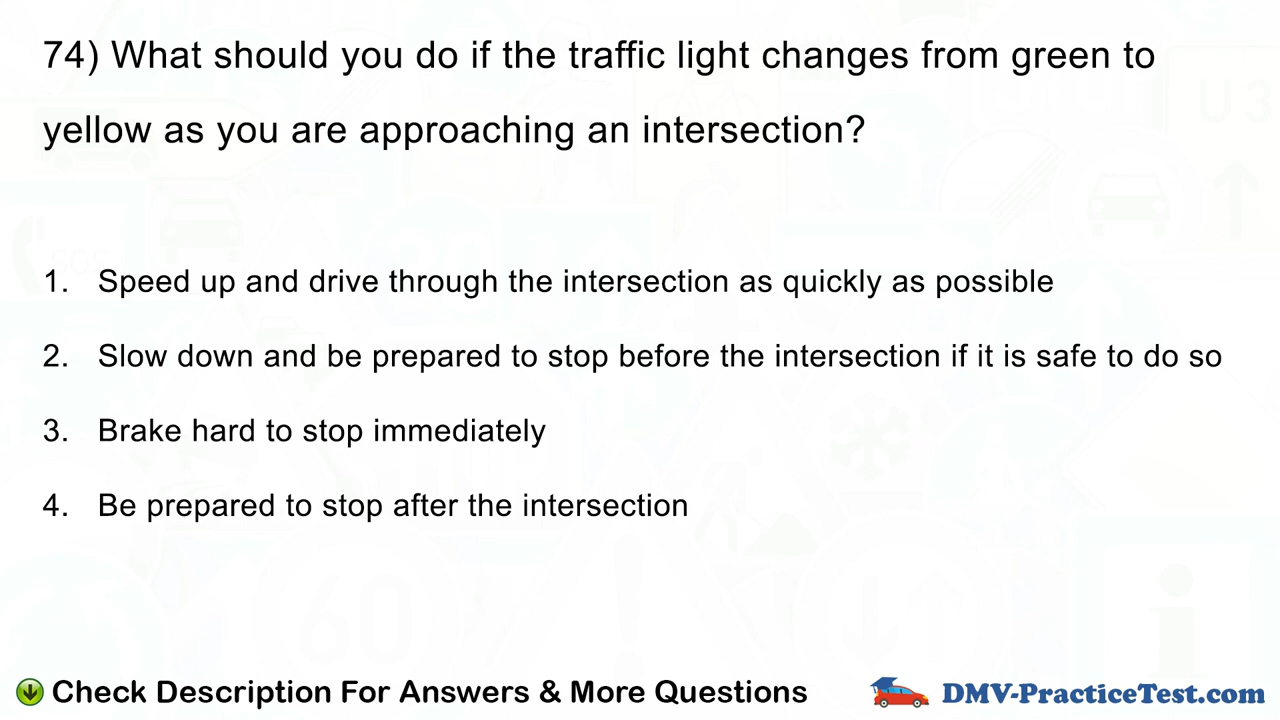 74) What should you do if the traffic light changes from green to
yellow as you are approaching an intersection?
1. Speed up and drive through the intersection as quickly as possible
2. Slow down and be prepared to stop before the intersection if it is safe to do so
3. Brake hard to stop immediately
4. Be prepared to stop after the intersection
Check Description For Answers & More Questions
DMV-PracticeTest.com